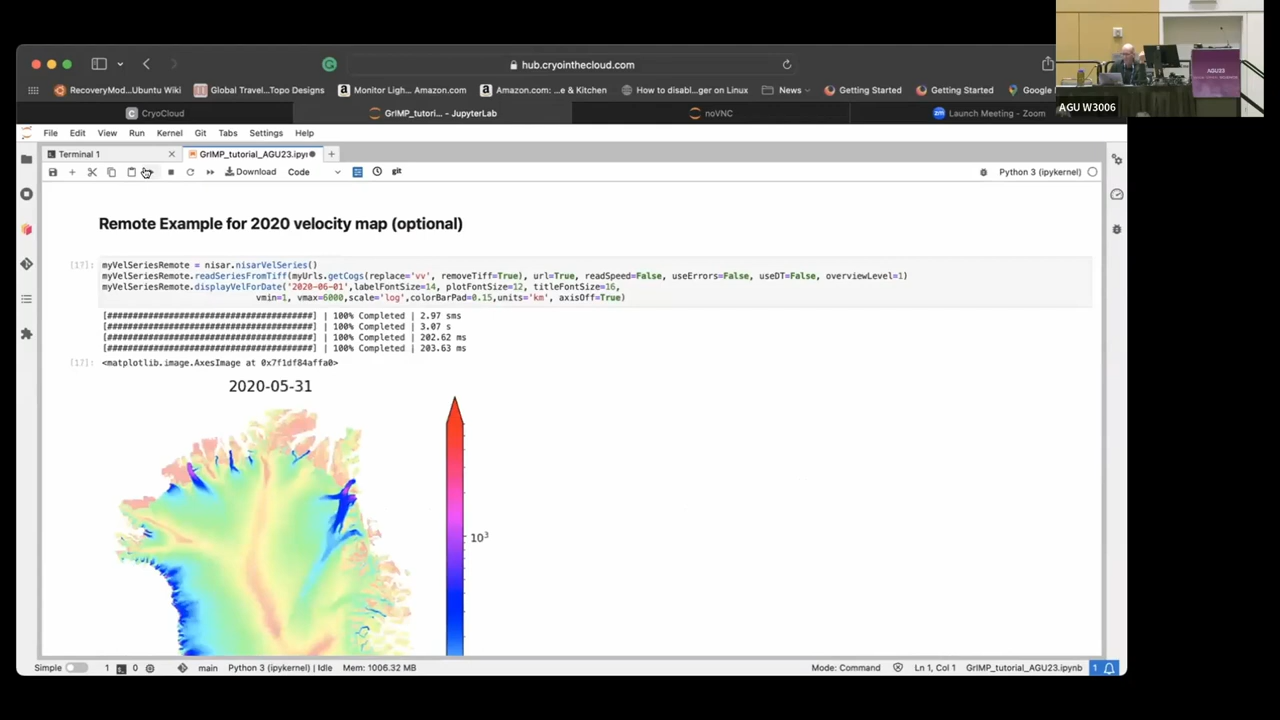 hub.cryointhecloud.com
RecoveryMod...Ubuntu Wiki
Global Travel...Topo Designs
Monitor Ligh... Amazon.com
Amazon.com: ...e & Kitchen
How to disabl...ger on Linux
News
Getting Started
Getting Started
Google
CryoCloud
GrIMP_tutori... - JupyterLab
noVNC
Launch Meeting - Zoom
AGU W3006
AGU23
File Edit View Run Kernel Git Tabs Settings Help
Terminal 1
GrIMP_tutorial_AGU23.ipyn
Download
Code
git
Python 3 (ipykernel)
Remote Example for 2020 velocity map (optional)
[17]: myVelSeriesRemote = nisar.nisarVelSeries()
myVelSeriesRemote.readSeriesFromTiff(myUrls.getCogs(replace='vv', removeTiff=True), url=True, readSpeed=False, useErrors=False, useDT=False, overviewLevel=1)
myVelSeriesRemote.displayVelForDate('2020-06-01',labelFontSize=14, plotFontSize=12, titleFontSize=16,
vmin=1, vmax=6000,scale='log',colorBarPad=0.15,units='km', axisOff=True)
[########################################] | 100% Completed | 2.97 sms
[########################################] | 100% Completed | 3.07 s
[########################################] | 100% Completed | 202.62 ms
[########################################] | 100% Completed | 203.63 ms
[17]: <matplotlib.image.AxesImage at 0x7f1df84affa0>
2020-05-31
10³
Simple
1
0
main
Python 3 (ipykernel) | Idle
Mem: 1006.32 MB
Mode: Command
Ln 1, Col 1
GrIMP_tutorial_AGU23.ipynb
1